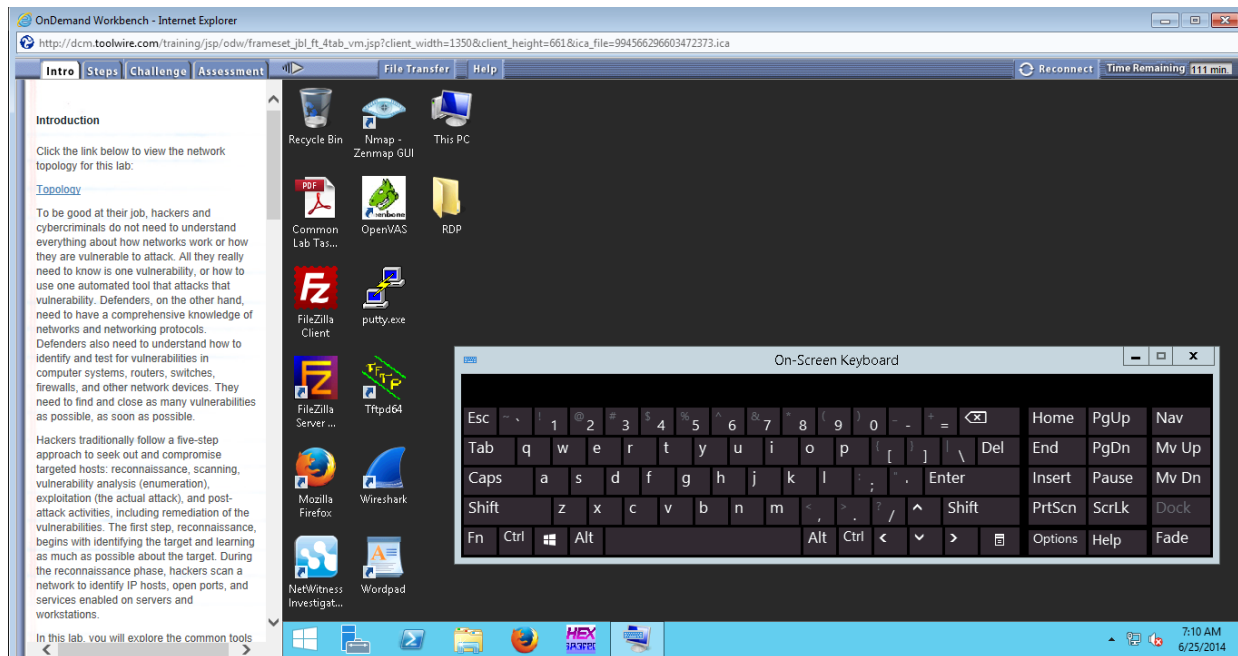 OnDemand Workbench - Internet Explorer
http://dcm.toolwire.com/training/jsp/odw/frameset_jbl_ft_4tab_vm.jsp?client_width=1350&client_height=661&ica_file=994566296603472373.ica
Intro Steps Challenge Assessment File Transfer Help Reconnect Time Remaining 111 min.
Introduction
Click the link below to view the network
topology for this lab:
Topology
To be good at their job, hackers and
cybercriminals do not need to understand
everything about how networks work or how
they are vulnerable to attack. All they really
need to know is one vulnerability, or how to
use one automated tool that attacks that
vulnerability. Defenders, on the other hand,
need to have a comprehensive knowledge of
networks and networking protocols.
Defenders also need to understand how to
identify and test for vulnerabilities in
computer systems, routers, switches,
firewalls, and other network devices. They
need to find and close as many vulnerabilities
as possible, as soon as possible.
Hackers traditionally follow a five-step
approach to seek out and compromise
targeted hosts: reconnaissance, scanning,
vulnerability analysis (enumeration),
exploitation (the actual attack), and post-
attack activities, including remediation of the
vulnerabilities. The first step, reconnaissance,
begins with identifying the target and learning
as much as possible about the target. During
the reconnaissance phase, hackers scan a
network to identify IP hosts, open ports, and
services enabled on servers and
workstations.
In this lab, you will explore the common tools
Recycle Bin
Nmap -
Zenmap GUI
This PC
PDF
Common
Lab Tas...
OpenVAS
RDP
Fz
FileZilla
Client
putty.exe
FileZilla
Server ...
TFTP
Tftpd64
Mozilla
Firefox
Wireshark
NetWitness
Investigat...
Wordpad
On-Screen Keyboard
Esc ~ ` ! 1 @ 2 # 3 $ 4 % 5 ^ 6 & 7 * 8 ( 9 ) 0 _ - + = Home PgUp Nav
Tab q w e r t y u i o p { [ } ] | \ Del End PgDn Mv Up
Caps a s d f g h j k l : ; " ' Enter Insert Pause Mv Dn
Shift z x c v b n m < , > . ? / Shift PrtScn ScrLk Dock
Fn Ctrl Alt Alt Ctrl Options Help Fade
HEX
7:10 AM
6/25/2014